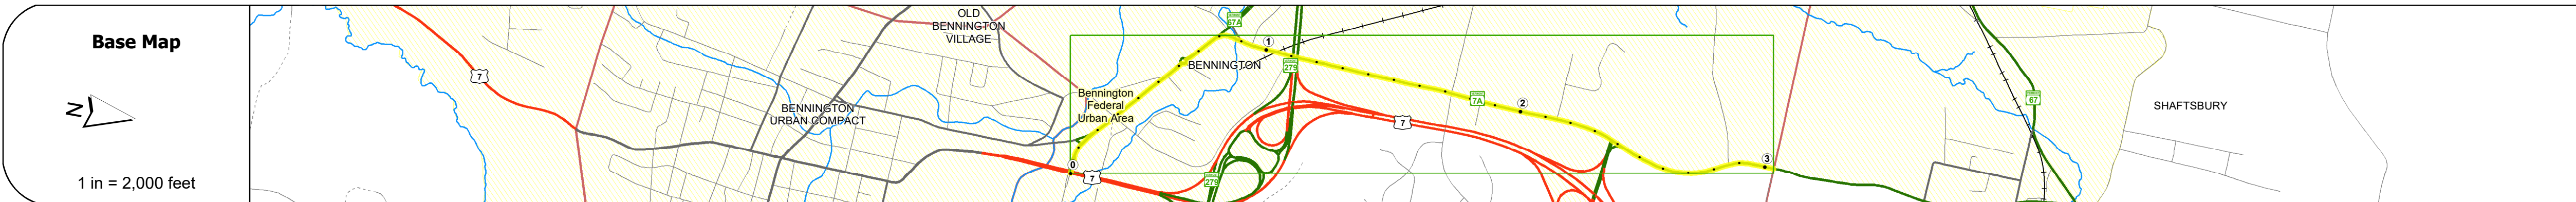 Base Map
N
1 in = 2,000 feet
7
OLD
BENNINGTON
VILLAGE
BENNINGTON
URBAN COMPACT
67A
1
BENNINGTON
279
Bennington
Federal
Urban Area
0
7
279
7
7A
2
3
67
SHAFTSBURY